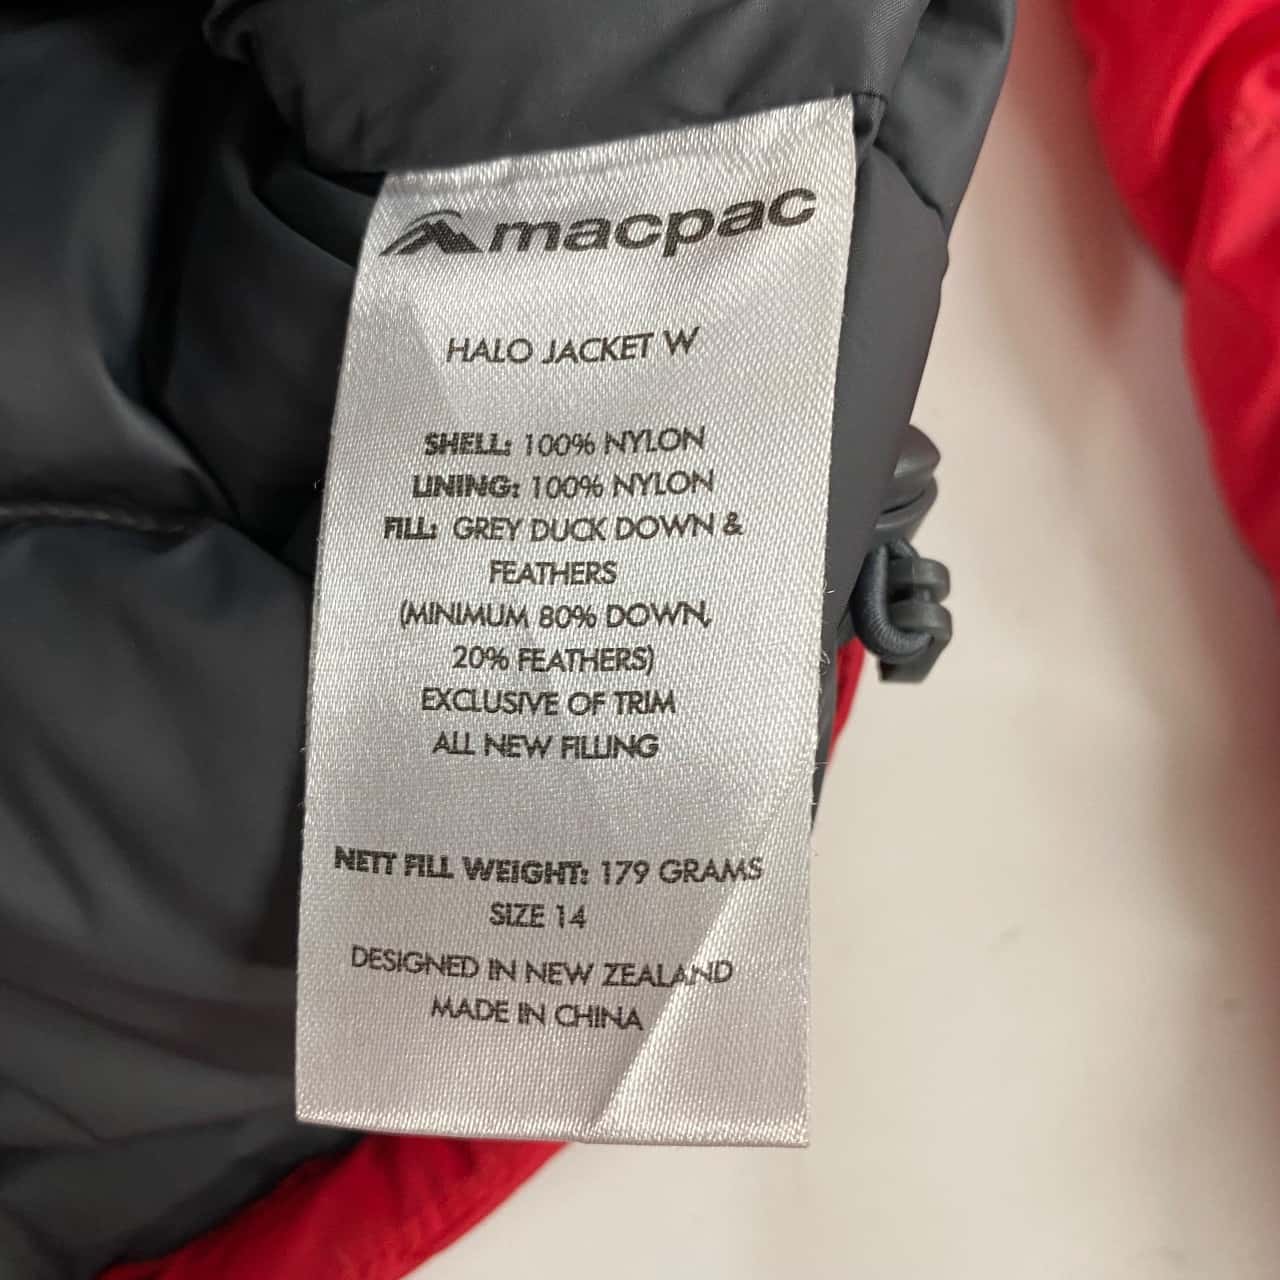 macpac
HALO JACKET W
SHELL: 100% NYLON
LINING: 100% NYLON
FILL: GREY DUCK DOWN &
FEATHERS
(MINIMUM 80% DOWN,
20% FEATHERS)
EXCLUSIVE OF TRIM
ALL NEW FILLING
NETT FILL WEIGHT: 179 GRAMS
SIZE 14
DESIGNED IN NEW ZEALAND
MADE IN CHINA